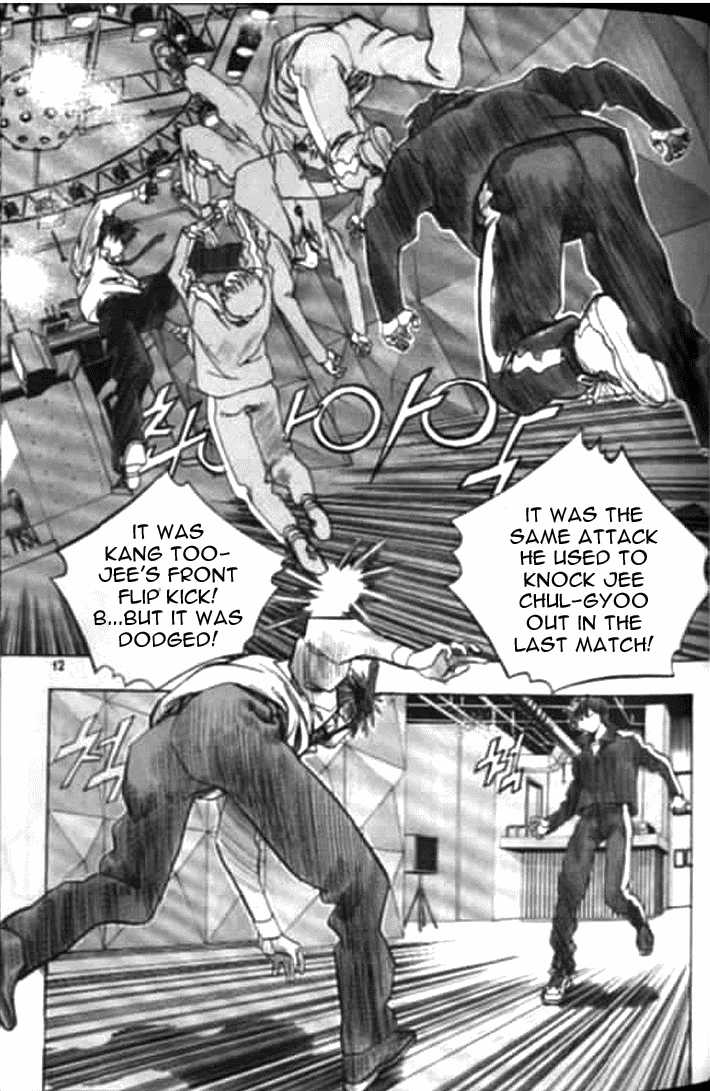 IT WAS
KANG TOO-
JEE'S FRONT
FLIP KICK!
B...BUT IT WAS
DODGED!
IT WAS THE
SAME ATTACK
HE USED TO
KNOCK JEE
CHUL-GYOO
OUT IN THE
LAST MATCH!
12